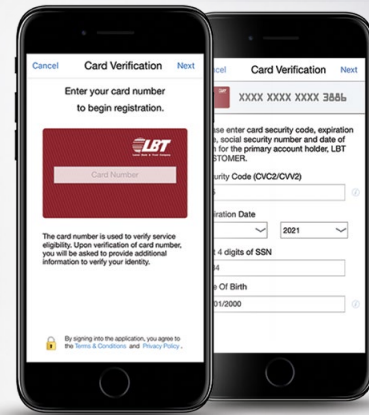 Cancel Card Verification Next
Enter your card number
to begin registration.
LBT
Card Number
The card number is used to verify service
eligibility. Upon verification of card number,
you will be asked to provide additional
information to verify your identity.
By signing into the application, you agree to
the Terms & Conditions and Privacy Policy.
cel Card Verification Next
XXXX XXXX XXXX 3886
ase enter card security code, expiration
e, social security number and date of
h for the primary account holder, LBT
STOMER.
urity Code (CVC2/CVV2)
iration Date
2021
t 4 digits of SSN
34
e Of Birth
01/2000